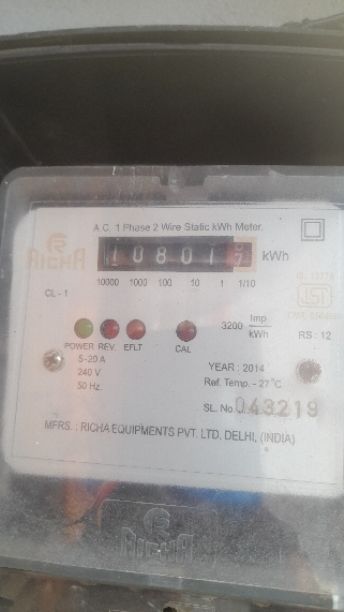 A.C. 1 Phase 2 Wire Static kWh Meter.
RICHA
10801 kWh
10000 1000 100 10 1 1/10
CL - 1
ISI
POWER REV. EFLT CAL
3200 Imp/kWh
RS : 12
5-20 A
240 V
50 Hz.
YEAR : 2014
Ref. Temp. - 27°C
SL. No. 043219
MFRS. : RICHA EQUIPMENTS PVT. LTD. DELHI, (INDIA)
RICHA